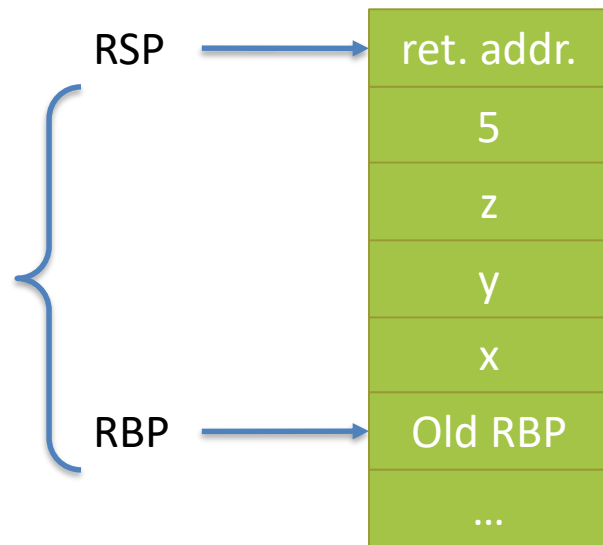 RSP
ret. addr.
5
z
y
x
RBP
Old RBP
...